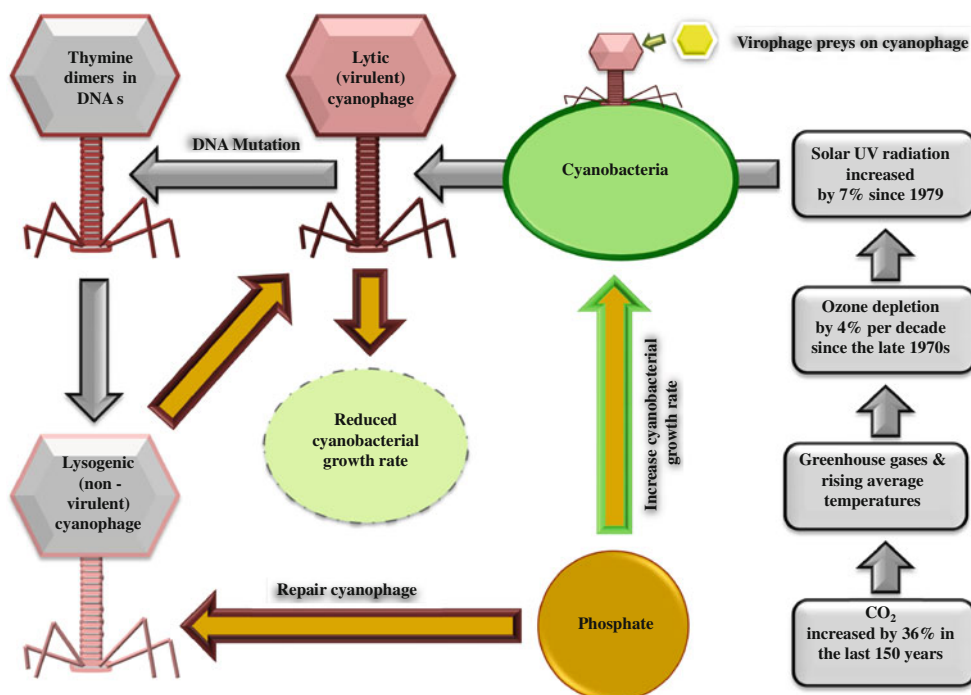 Thymine
dimers in
DNA s
Lytic
(virulent)
cyanophage
Virophage preys on cyanophage
DNA Mutation
Cyanobacteria
Solar UV radiation
increased
by 7% since 1979
Ozone depletion
by 4% per decade
since the late 1970s
Reduced
cyanobacterial
growth rate
Increase cyanobacterial
growth rate
Lysogenic
(non -
virulent)
cyanophage
Greenhouse gases &
rising average
temperatures
Repair cyanophage
Phosphate
CO₂
increased by 36% in
the last 150 years